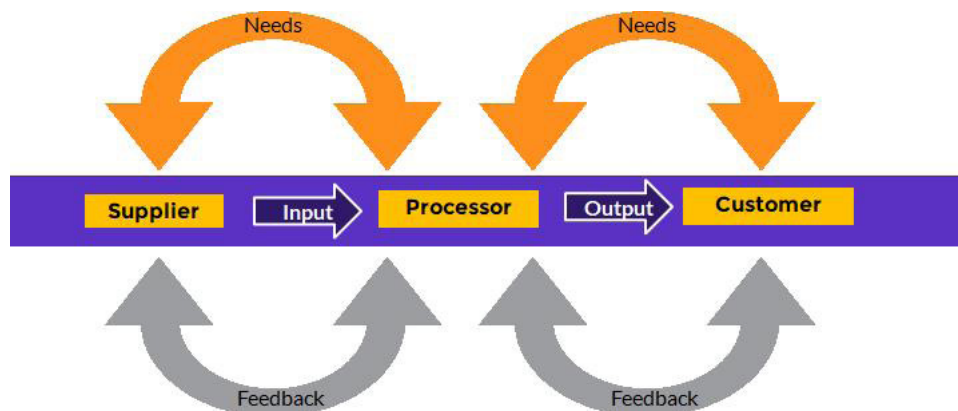 Needs
Needs
Supplier
Input
Processor
Output
Customer
Feedback
Feedback